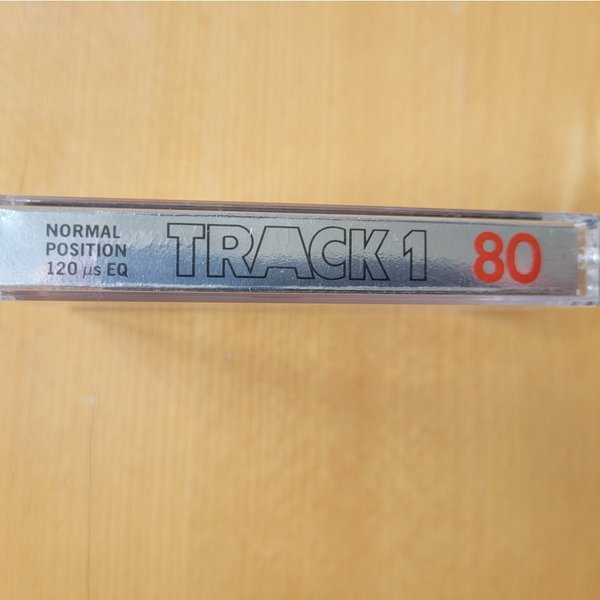 NORMAL
POSITION
120 µs EQ
TRACK 1
80